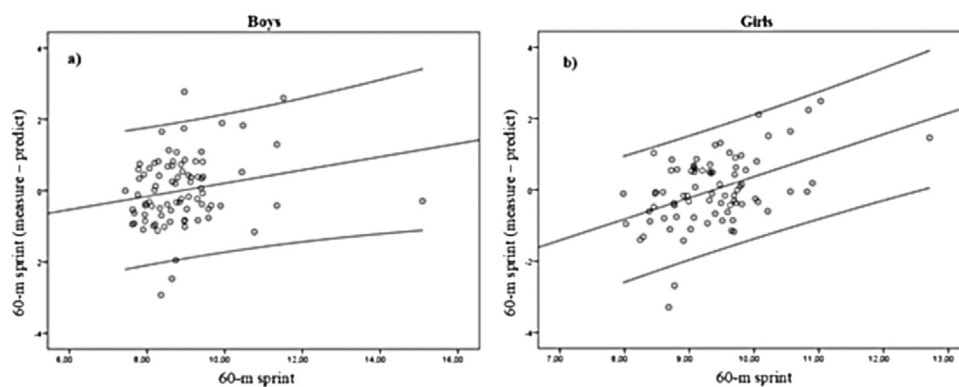 Boys
a)
60-m sprint (measure – predict)
4
2
0
-2
-4
6,00
8,00
10,00
12,00
14,00
16,00
60-m sprint
Girls
b)
60-m sprint (measure – predict)
4
2
0
-2
-4
7,00
8,00
9,00
10,00
11,00
12,00
13,00
60-m sprint